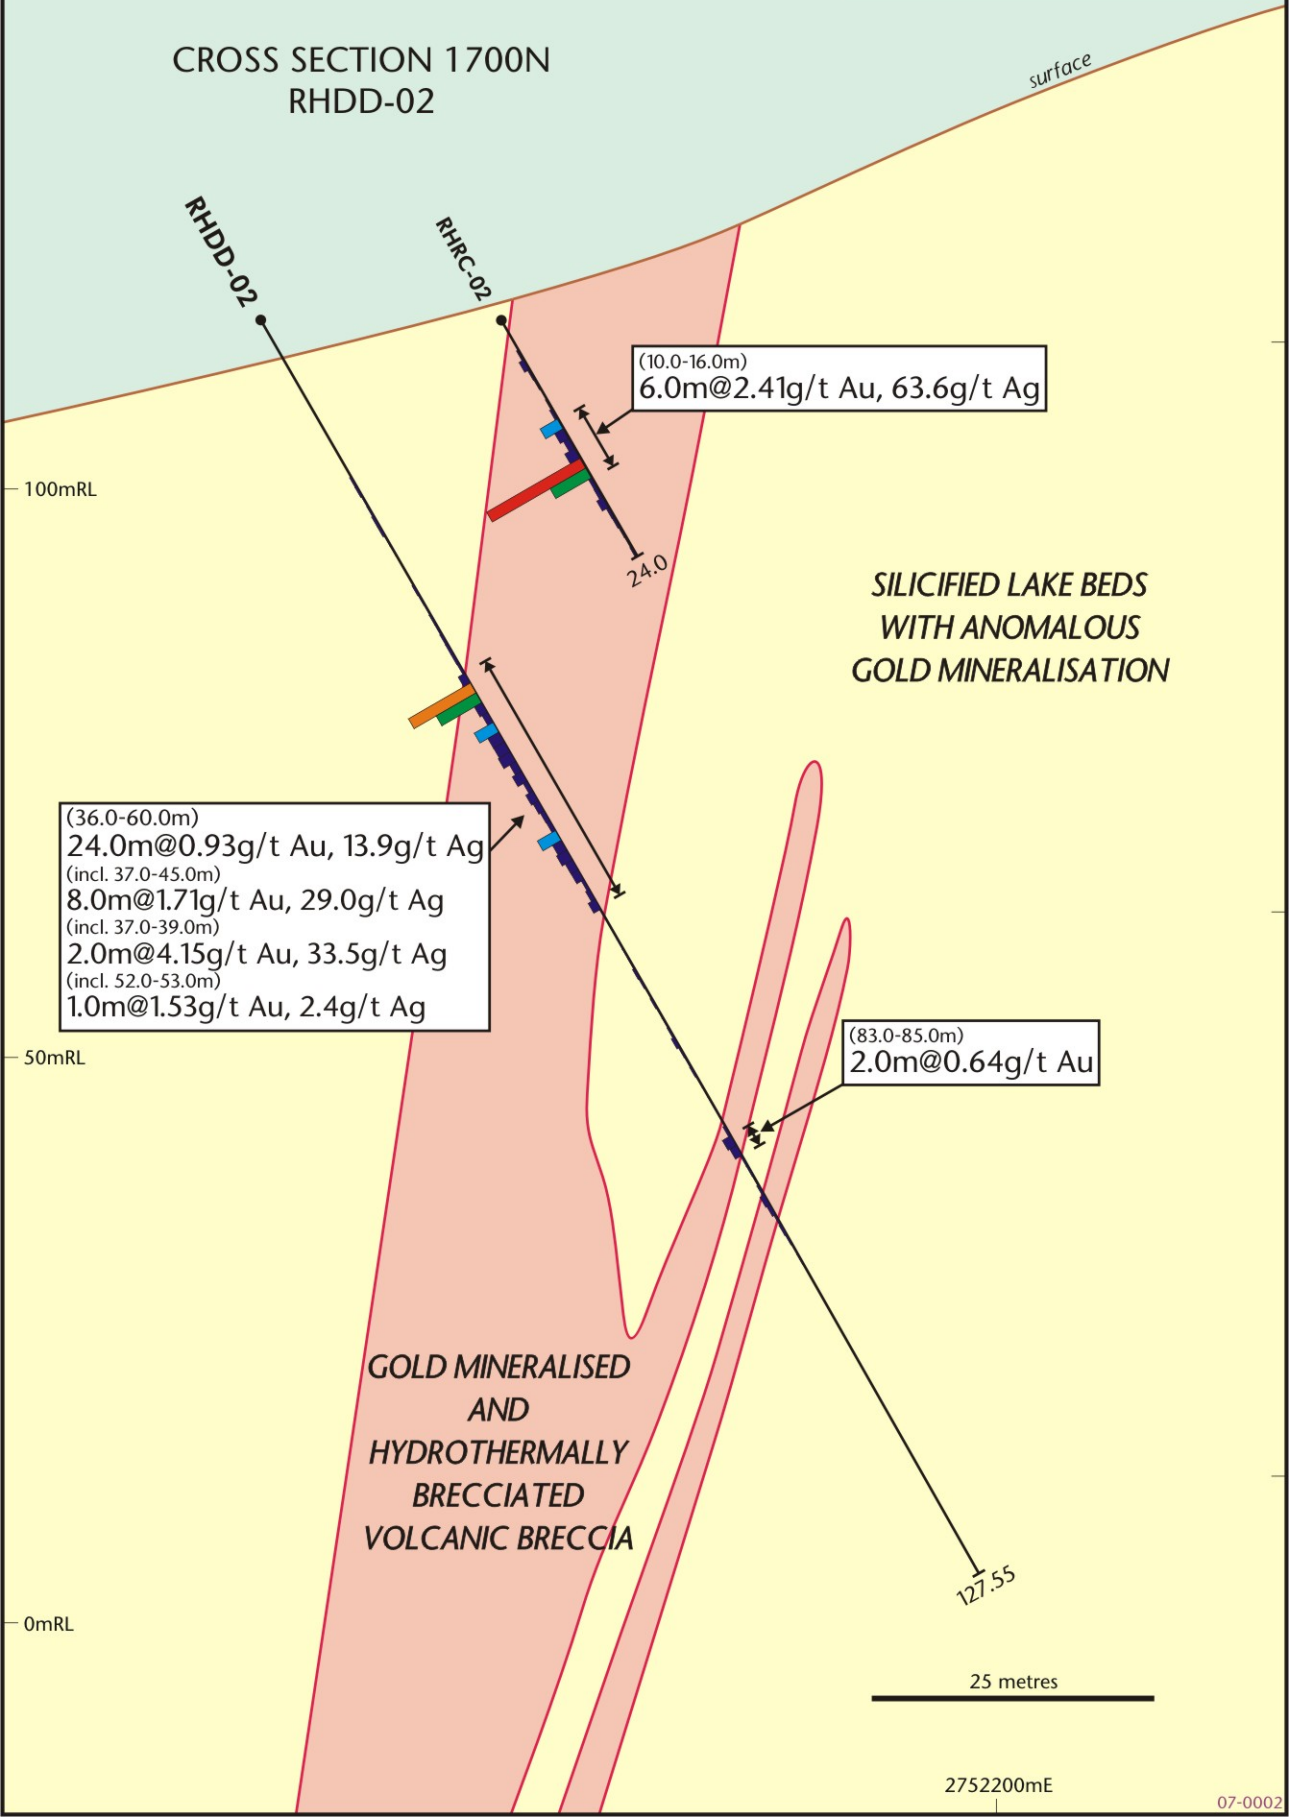 CROSS SECTION 1700N
RHDD-02
surface
RHDD-02
RHRC-02
(10.0-16.0m)
6.0m@2.41g/t Au, 63.6g/t Ag
100mRL
24.0
SILICIFIED LAKE BEDS
WITH ANOMALOUS
GOLD MINERALISATION
(36.0-60.0m)
24.0m@0.93g/t Au, 13.9g/t Ag
(incl. 37.0-45.0m)
8.0m@1.71g/t Au, 29.0g/t Ag
(incl. 37.0-39.0m)
2.0m@4.15g/t Au, 33.5g/t Ag
(incl. 52.0-53.0m)
1.0m@1.53g/t Au, 2.4g/t Ag
50mRL
(83.0-85.0m)
2.0m@0.64g/t Au
GOLD MINERALISED
AND
HYDROTHERMALLY
BRECCIATED
VOLCANIC BRECCIA
127.55
0mRL
25 metres
2752200mE
07-0002